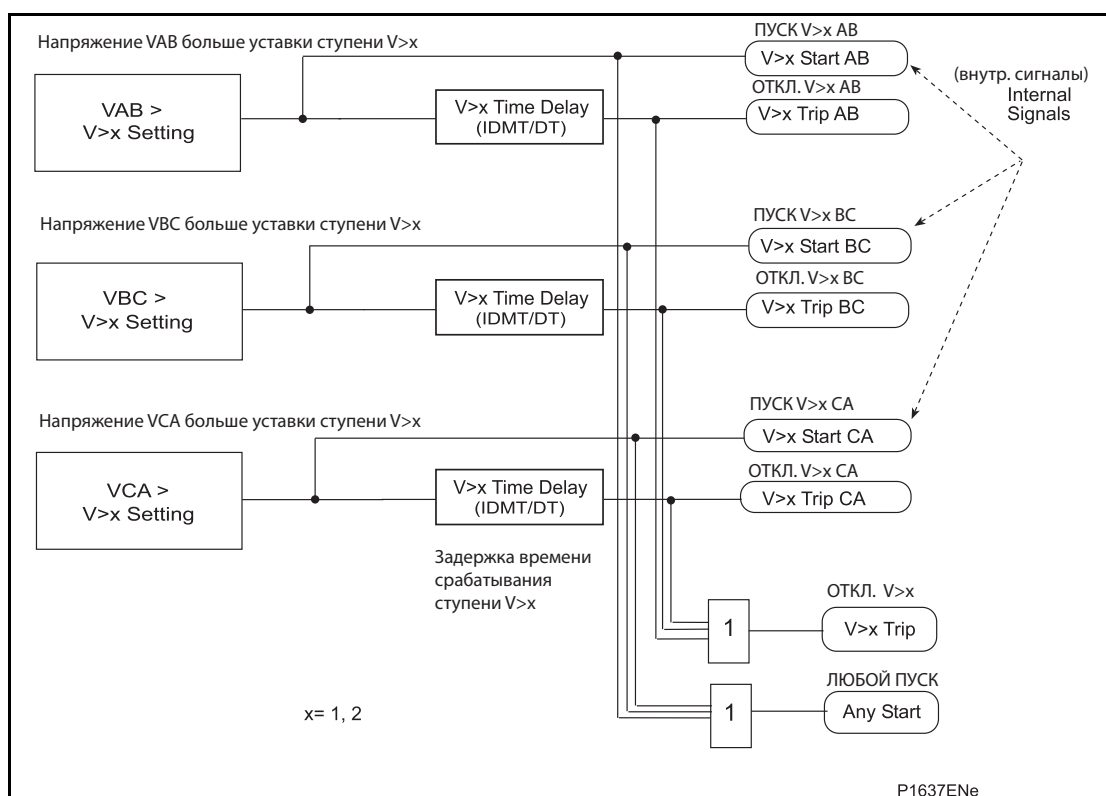 Напряжение VAB больше уставки ступени V>x
ПУСК V>x AB
V>x Start AB
(внутр. сигналы)
Internal
Signals
VAB >
V>x Setting
V>x Time Delay
(IDMT/DT)
ОТКЛ. V>x AB
V>x Trip AB
Напряжение VBC больше уставки ступени V>x
ПУСК V>x BC
V>x Start BC
VBC >
V>x Setting
V>x Time Delay
(IDMT/DT)
ОТКЛ. V>x BC
V>x Trip BC
Напряжение VCA больше уставки ступени V>x
ПУСК V>x CA
V>x Start CA
VCA >
V>x Setting
V>x Time Delay
(IDMT/DT)
ОТКЛ. V>x CA
V>x Trip CA
Задержка времени
срабатывания
ступени V>x
ОТКЛ. V>x
1
V>x Trip
ЛЮБОЙ ПУСК
1
Any Start
x= 1, 2
P1637ENe